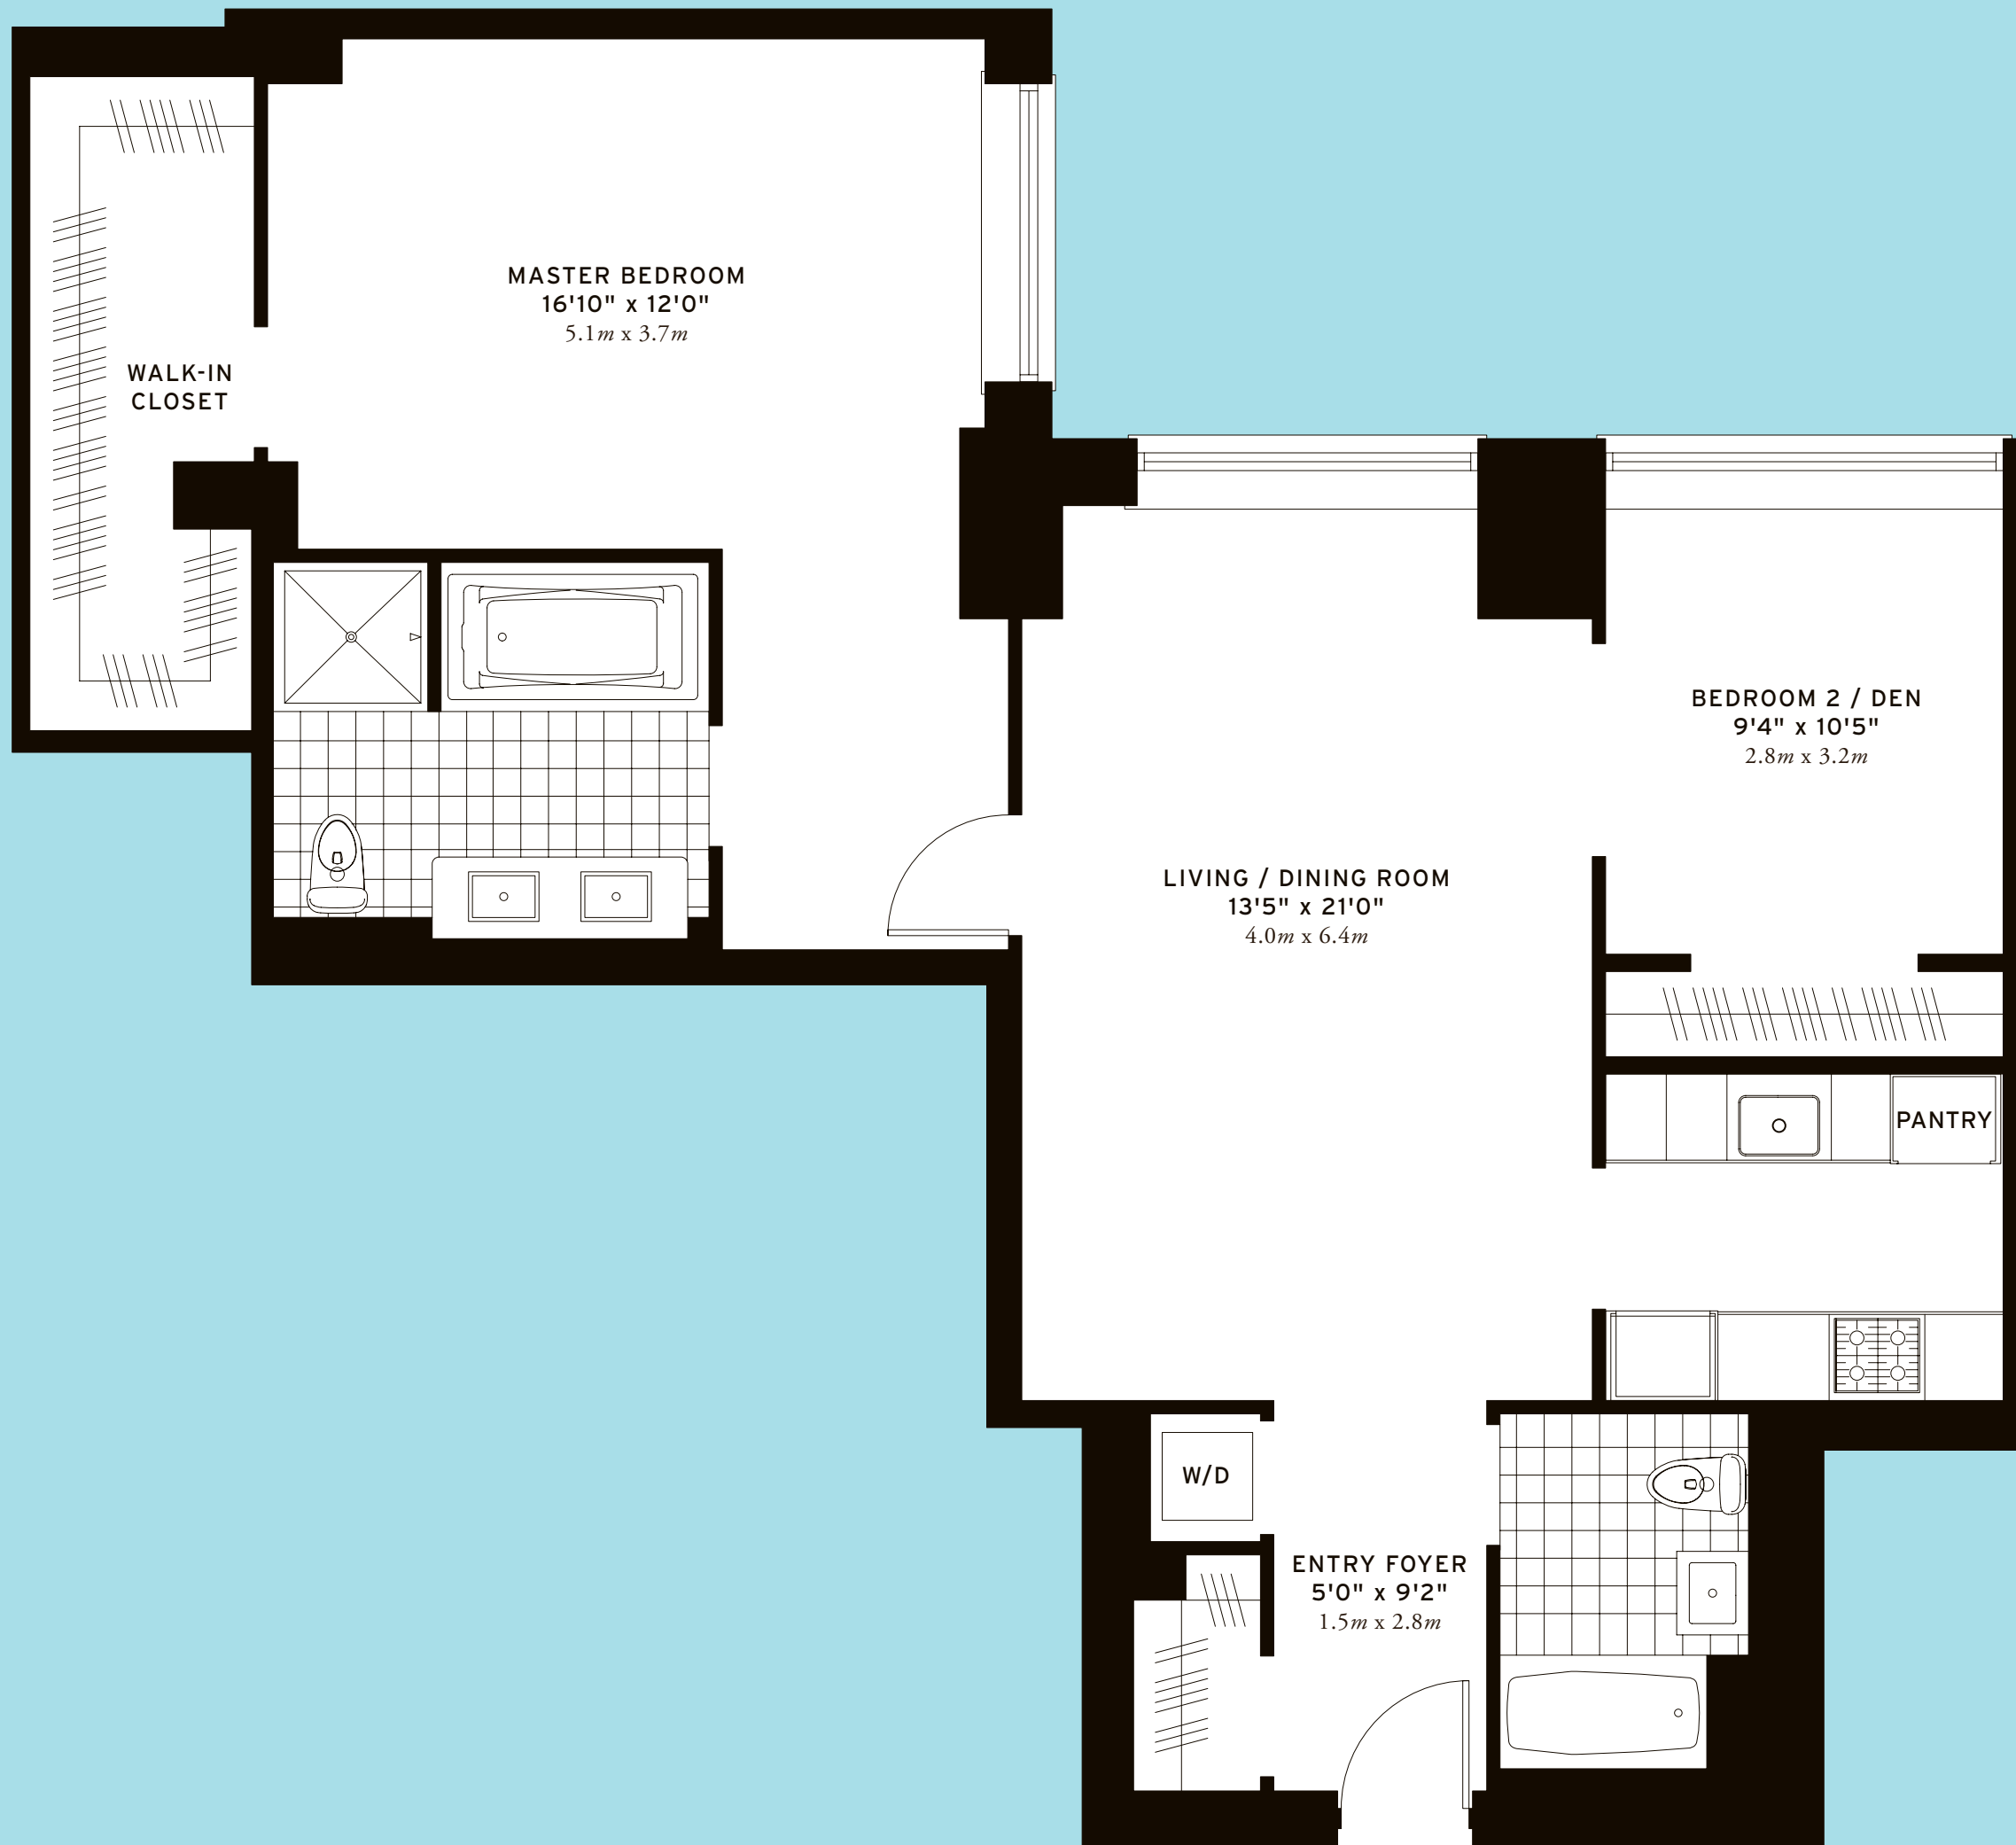 MASTER BEDROOM
16'10" x 12'0"
5.1m x 3.7m
WALK-IN
CLOSET
BEDROOM 2 / DEN
9'4" x 10'5"
2.8m x 3.2m
LIVING / DINING ROOM
13'5" x 21'0"
4.0m x 6.4m
PANTRY
W/D
ENTRY FOYER
5'0" x 9'2"
1.5m x 2.8m